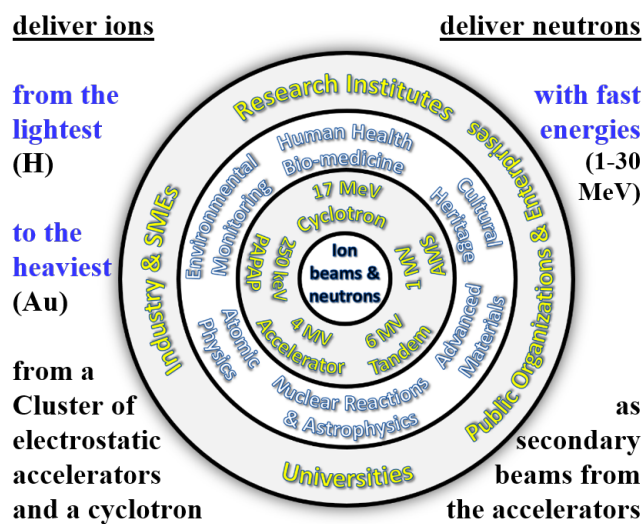 deliver ions
deliver neutrons
from the
lightest
(H)
to the
heaviest
(Au)
from a
Cluster of
electrostatic
accelerators
and a cyclotron
with fast
energies
(1-30
MeV)
as
secondary
beams from
the accelerators
Research Institutes
Public Organizations & Enterprises
Universities
Industry & SMEs
Human Health
Bio-medicine
Cultural
Heritage
Advanced
Materials
Nuclear Reactions
& Astrophysics
Atomic
Physics
Environmental
Monitoring
17 MeV
Cyclotron
AMS
1 MV
6 MV
Tandem
4 MV
Accelerator
250 keV
PAPAP
Ion
beams &
neutrons